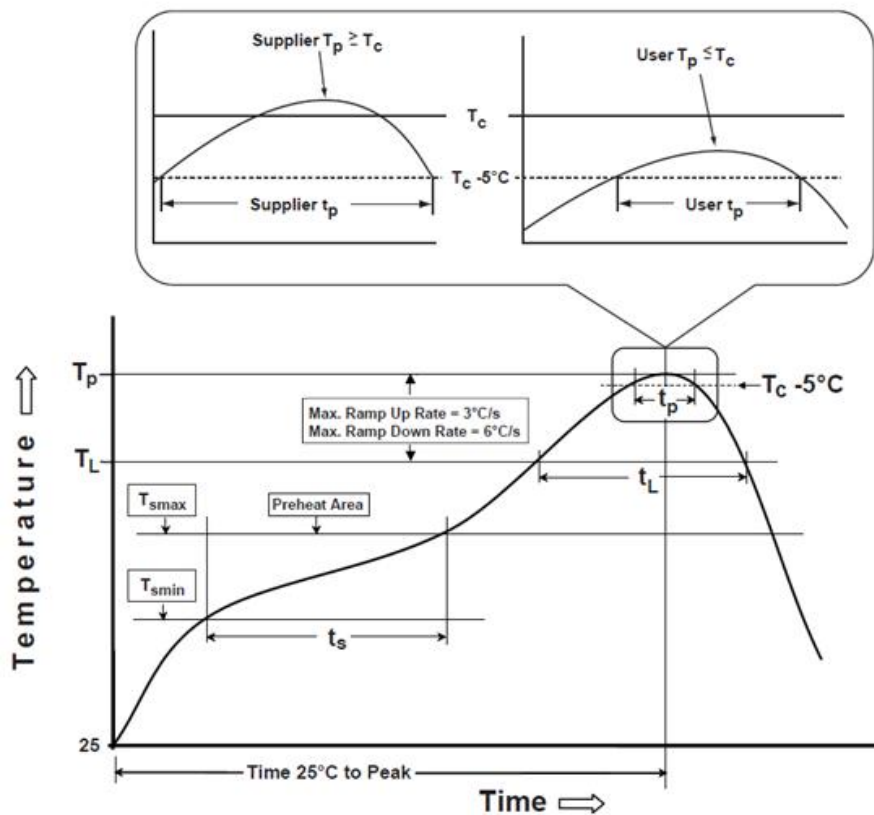 Supplier Tp ≥ Tc
User Tp ≤ Tc
Tc
Tc -5°C
Supplier tp
User tp
Tp
Tc -5°C
tp
Max. Ramp Up Rate = 3°C/s
Max. Ramp Down Rate = 6°C/s
TL
tL
Tsmax
Preheat Area
Tsmin
ts
Temperature
25
Time 25°C to Peak
Time